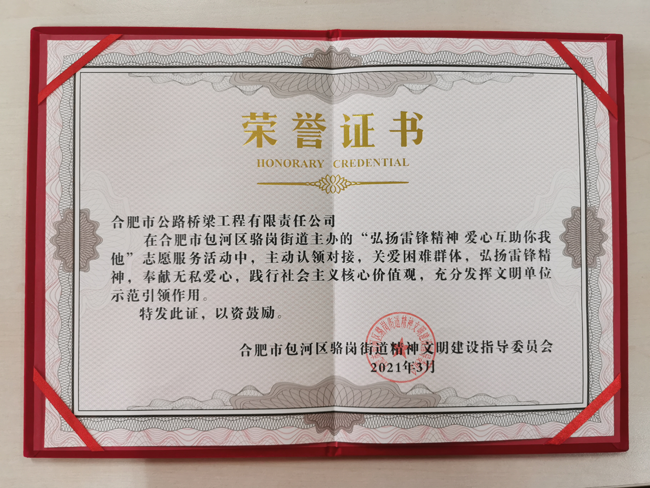 荣誉证书
HONORARY CREDENTIAL
合肥市公路桥梁工程有限责任公司
在合肥市包河区骆岗街道主办的“弘扬雷锋精神 爱心互助你我
他”志愿服务活动中，主动认领对接，关爱困难群体，弘扬雷锋精
神，奉献无私爱心，践行社会主义核心价值观，充分发挥文明单位
示范引领作用。
特发此证，以资鼓励。
合肥市包河区骆岗街道精神文明建设指导委员会
2021年3月